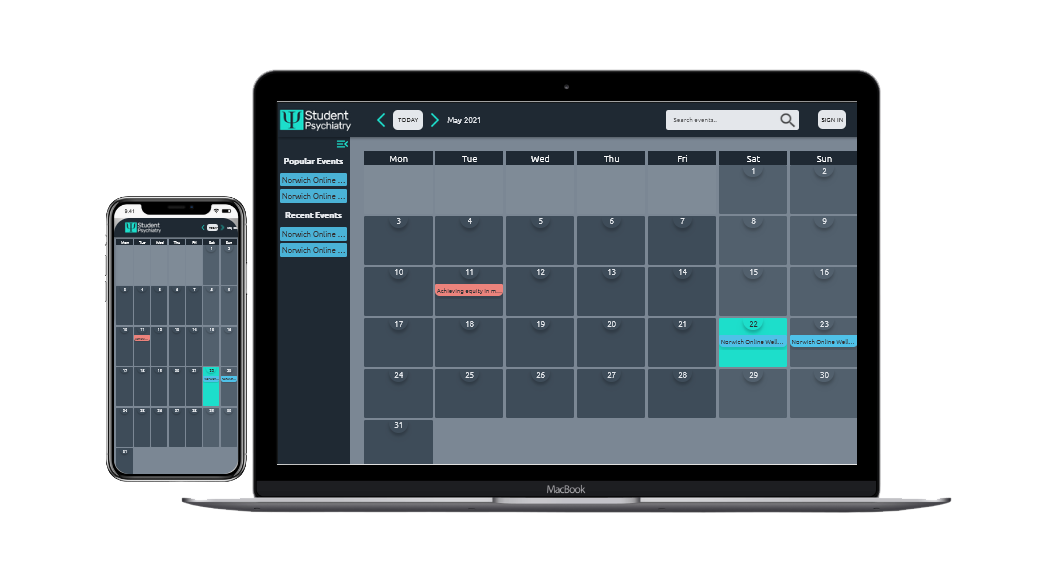 Student
Psychiatry
TODAY
May 2021
Search events..
SIGN IN
Popular Events
Norwich Online ...
Norwich Online ...
Recent Events
Norwich Online ...
Norwich Online ...
Mon Tue Wed Thu Fri Sat Sun
1 2
3 4 5 6 7 8 9
10 11 12 13 14 15 16
Achieving equity in m...
17 18 19 20 21 22 23
Norwich Online Well... Norwich Online Well...
24 25 26 27 28 29 30
31
MacBook
9:41
Student
Psychiatry
TODAY
Mon Tue Wed Thu Fri Sat Sun
1 2
3 4 5 6 7 8 9
10 11 12 13 14 15 16
17 18 19 20 21 22 23
24 25 26 27 28 29 30
31